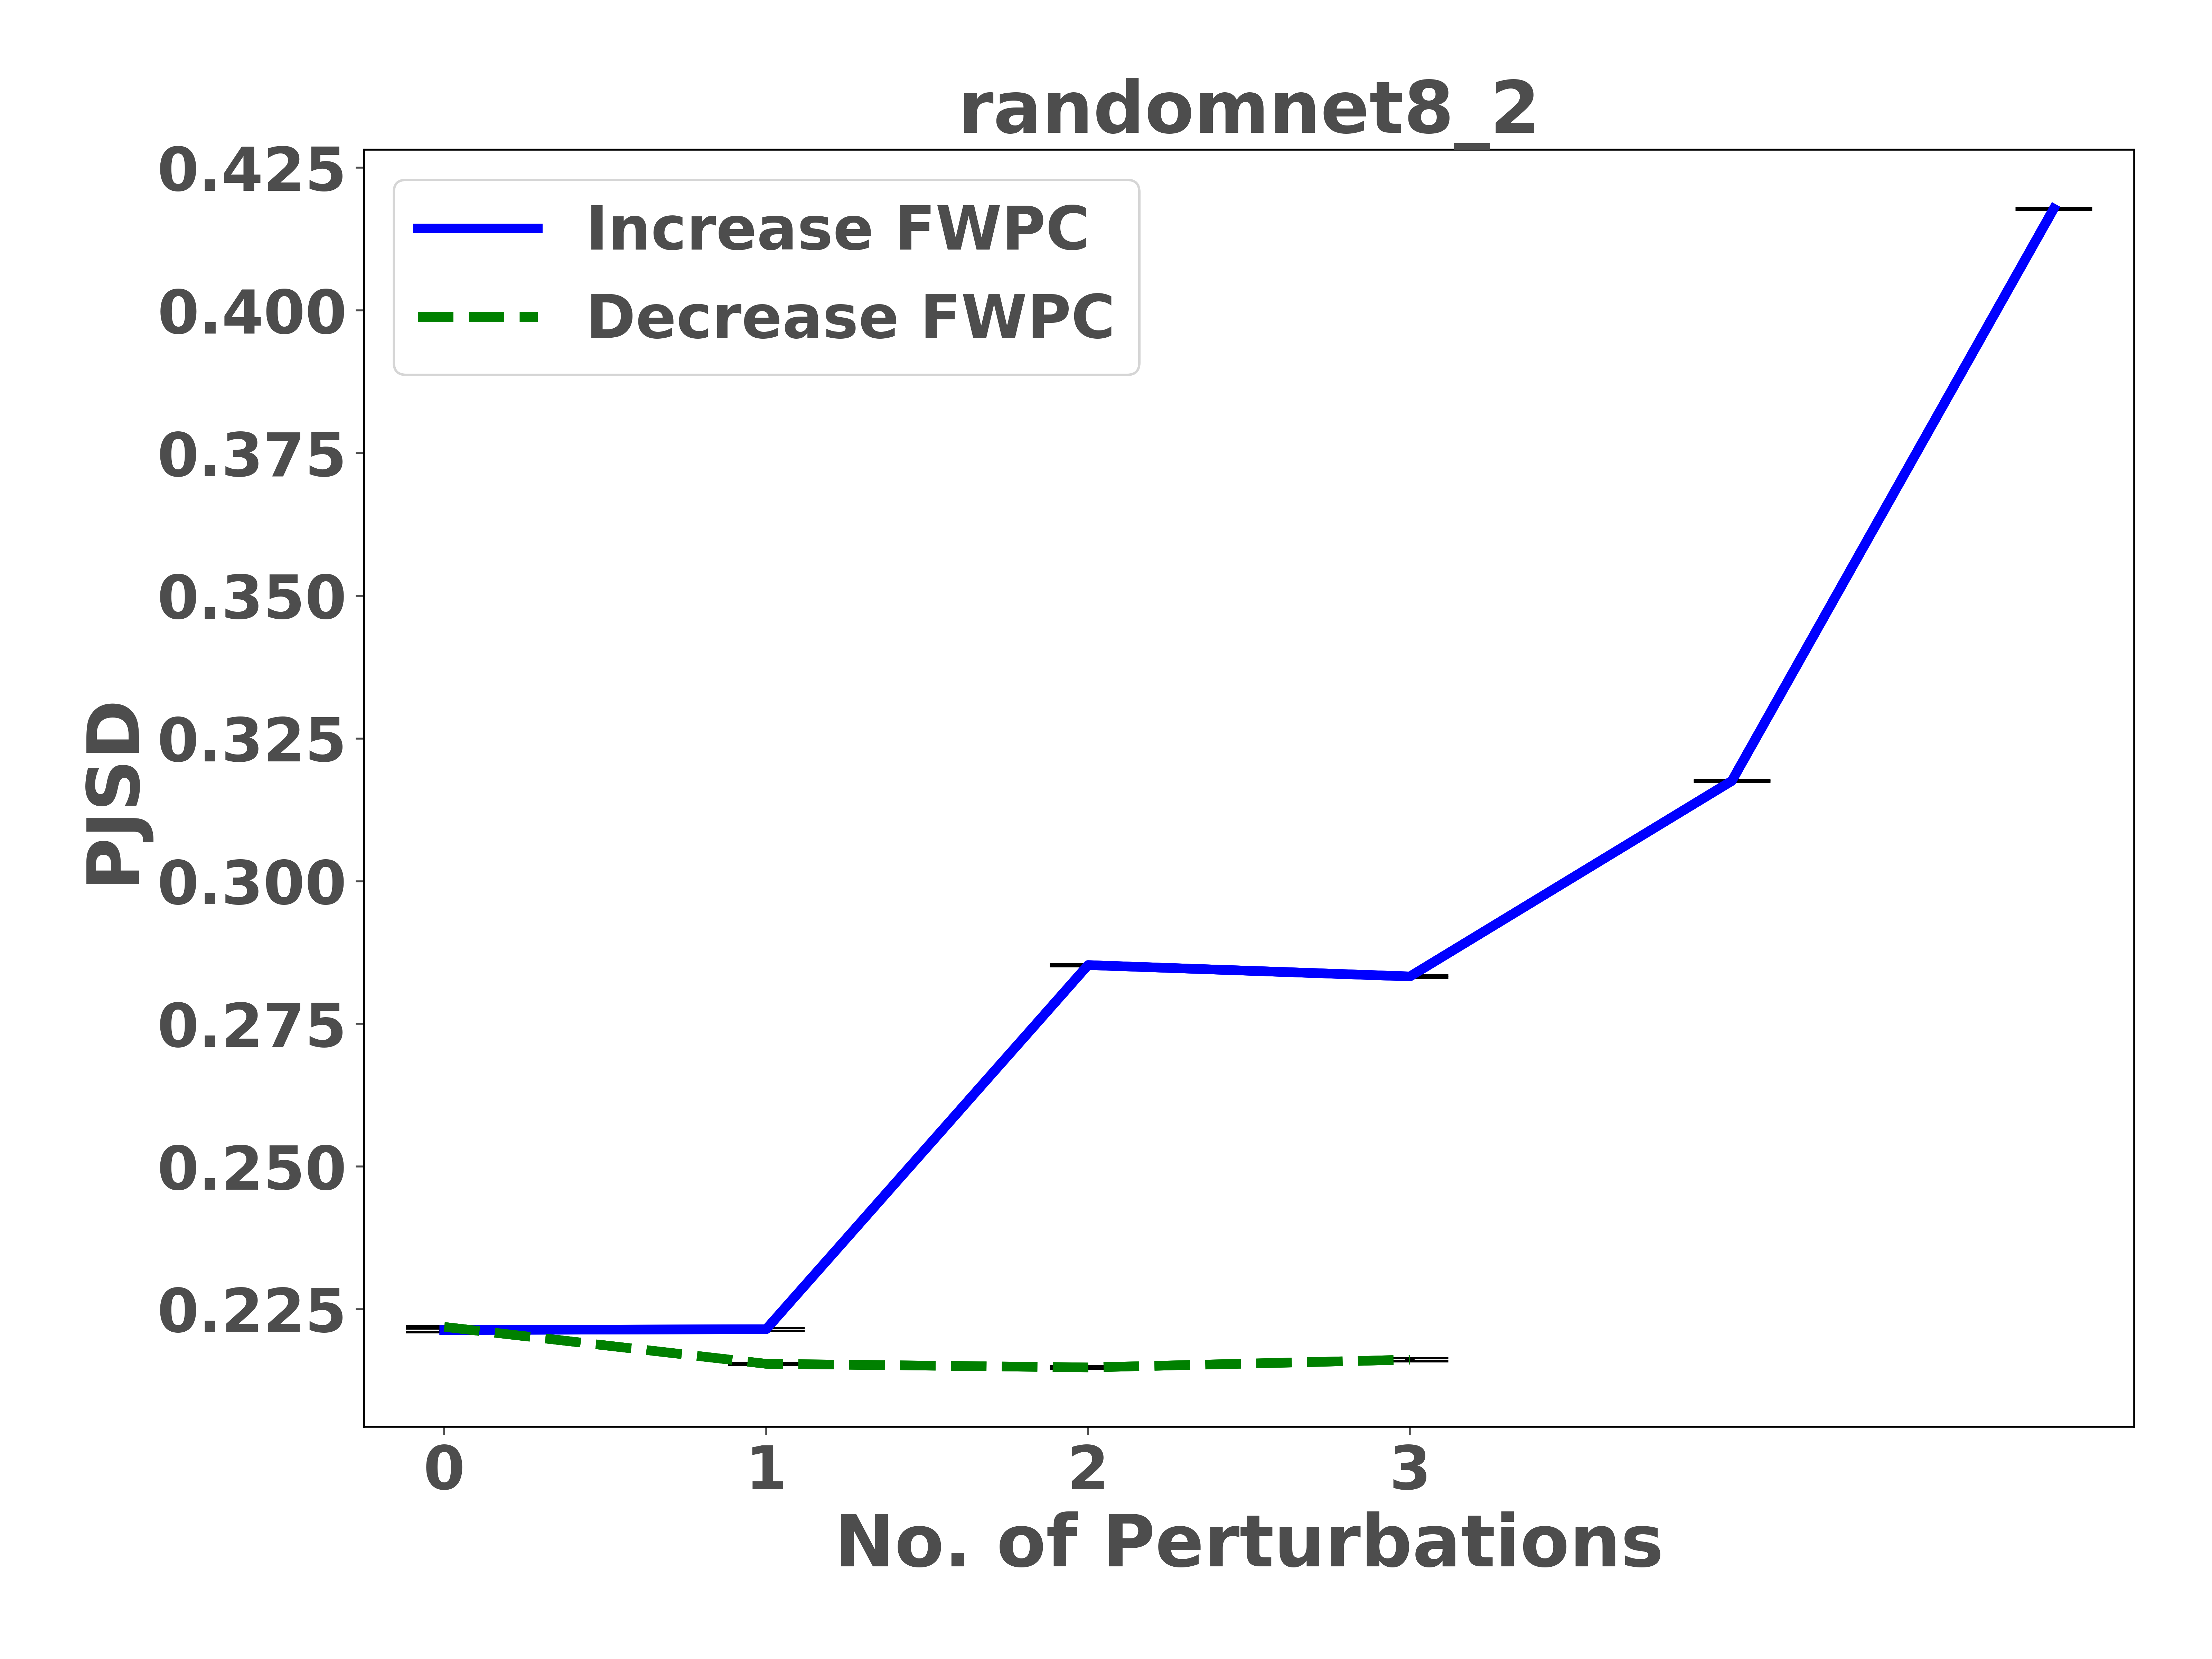 randomnet8_2
0.425
0.400
0.375
0.350
0.325
0.300
0.275
0.250
0.225
PJSD
Increase FWPC
Decrease FWPC
0 1 2 3
No. of Perturbations